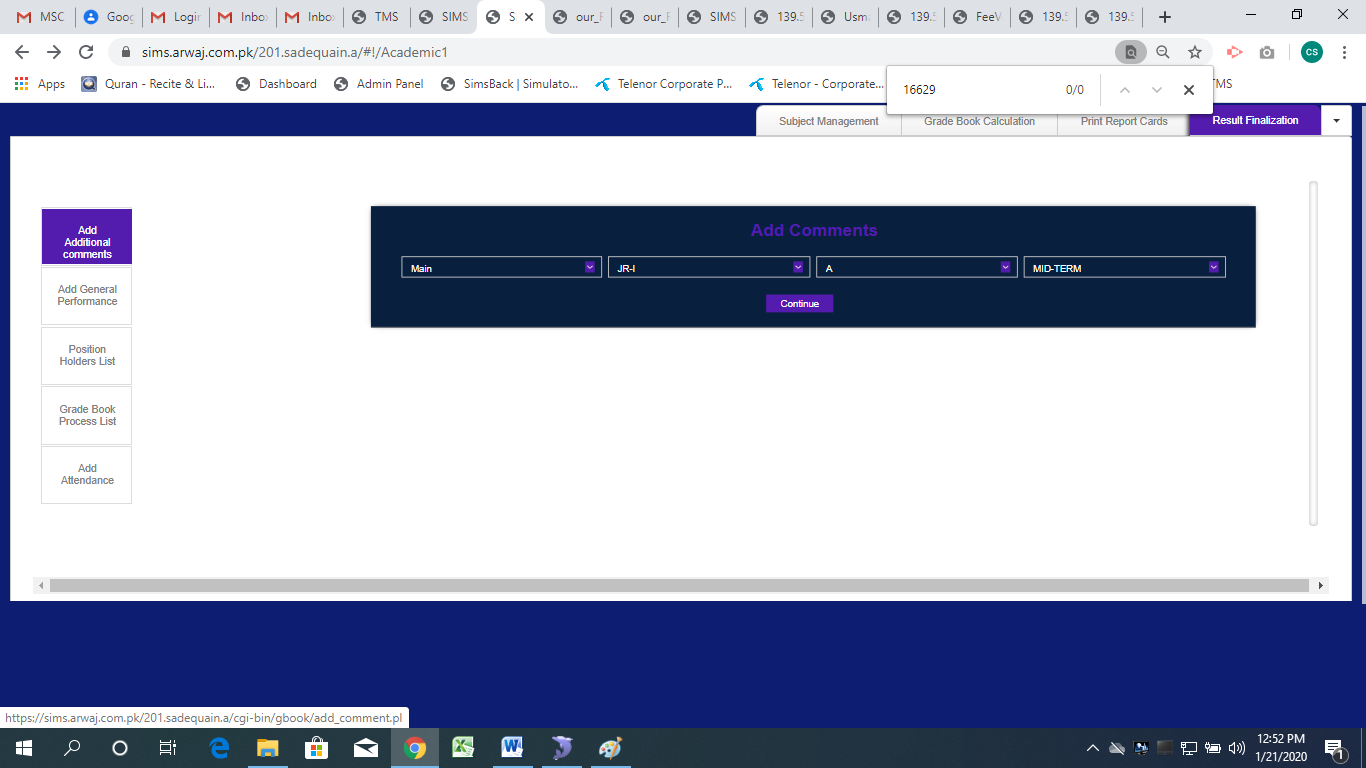 MSC
Goog
Login
Inbox
Inbox
TMS
SIMS
S
our_F
our_F
SIMS
139.5
Usma
139.5
FeeV
139.5
139.5
sims.arwaj.com.pk/201.sadequain.a/#!/Academic1
CS
Apps
Quran - Recite & Li...
Dashboard
Admin Panel
SimsBack | Simulato...
Telenor Corporate P...
Telenor - Corporate...
TMS
16629
0/0
Subject Management
Grade Book Calculation
Print Report Cards
Result Finalization
Add
Additional
comments
Add General
Performance
Position
Holders List
Grade Book
Process List
Add
Attendance
Add Comments
Main
JR-I
A
MID-TERM
Continue
https://sims.arwaj.com.pk/201.sadequain.a/cgi-bin/gbook/add_comment.pl
12:52 PM
1/21/2020
1